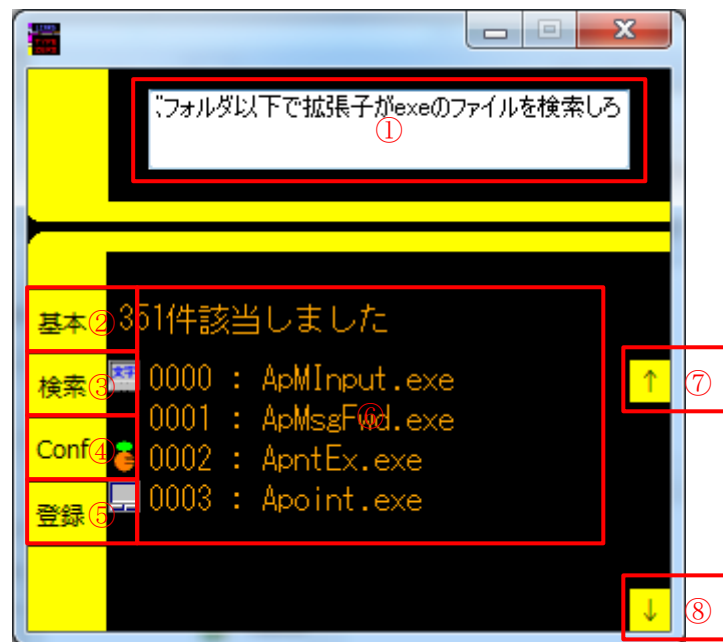 フォルダ以下で拡張子がexeのファイルを検索しろ
①
基本②
351件該当しました
検索③
0000 : ApMInput.exe
↑
⑦
0001 : ApMsgFwd.exe
⑥
Conf④
0002 : ApntEx.exe
登録⑤
0003 : Apoint.exe
↓
⑧